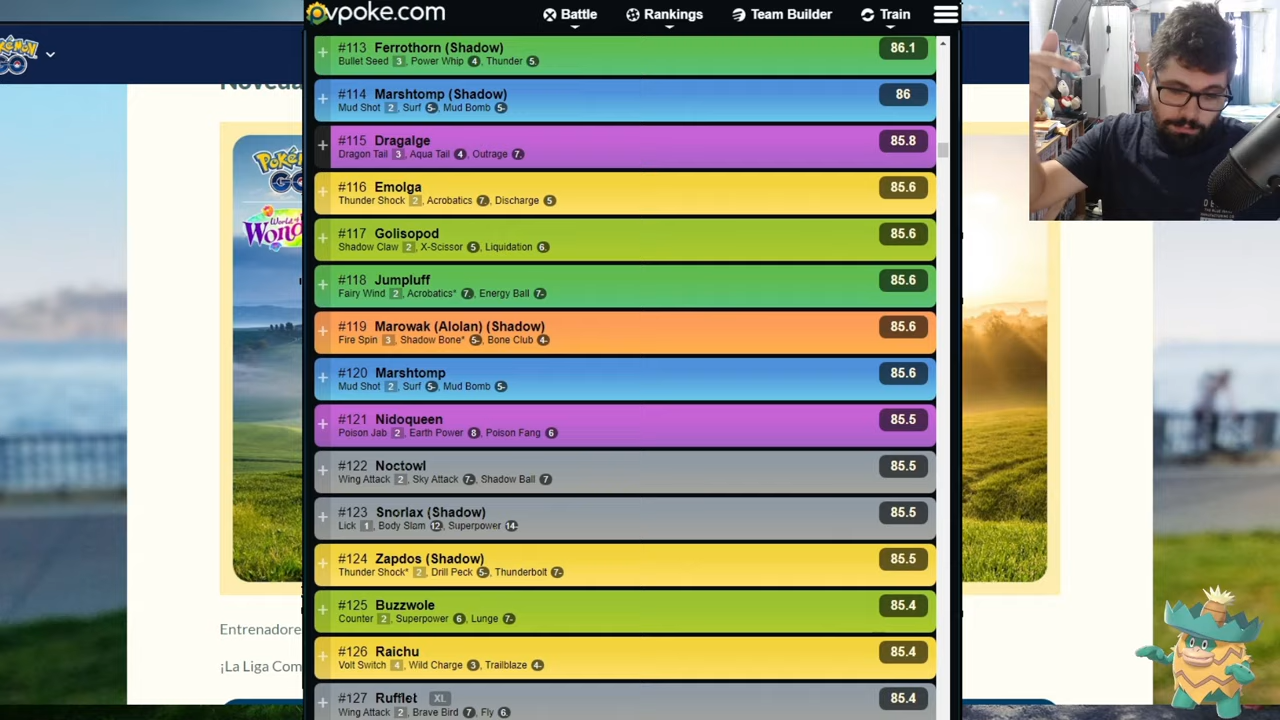 vpoke.com
Battle
Rankings
Team Builder
Train
#113 Ferrothorn (Shadow) 86.1
Bullet Seed 3, Power Whip 4, Thunder 5
#114 Marshtomp (Shadow) 86
Mud Shot 2, Surf 5-, Mud Bomb 5-
#115 Dragalge 85.8
Dragon Tail 3, Aqua Tail 4, Outrage 7
#116 Emolga 85.6
Thunder Shock 2, Acrobatics 7, Discharge 5
#117 Golisopod 85.6
Shadow Claw 2, X-Scissor 5, Liquidation 6
#118 Jumpluff 85.6
Fairy Wind 2, Acrobatics* 7, Energy Ball 7-
#119 Marowak (Alolan) (Shadow) 85.6
Fire Spin 3, Shadow Bone* 5-, Bone Club 4-
#120 Marshtomp 85.6
Mud Shot 2, Surf 5-, Mud Bomb 5-
#121 Nidoqueen 85.5
Poison Jab 2, Earth Power 8, Poison Fang 6
#122 Noctowl 85.5
Wing Attack 2, Sky Attack 7-, Shadow Ball 7
#123 Snorlax (Shadow) 85.5
Lick 1, Body Slam 12, Superpower 14-
#124 Zapdos (Shadow) 85.5
Thunder Shock* 2, Drill Peck 5-, Thunderbolt 7-
#125 Buzzwole 85.4
Counter 2, Superpower 6, Lunge 7-
#126 Raichu 85.4
Volt Switch 4, Wild Charge 3, Trailblaze 4-
#127 Rufflet XL 85.4
Wing Attack 2, Brave Bird 7, Fly 6
Entrenadore
¡La Liga Com